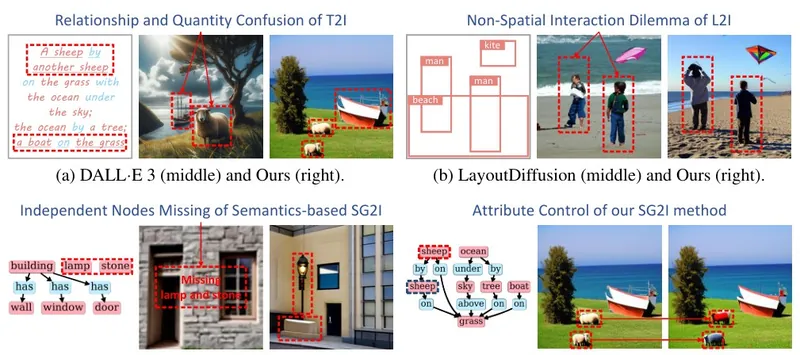 Relationship and Quantity Confusion of T2I
A sheep by
another sheep
on the grass with
the ocean under
the sky;
the ocean by a tree;
a boat on the grass
(a) DALL·E 3 (middle) and Ours (right).
Non-Spatial Interaction Dilemma of L2I
kite
man
man
beach
(b) LayoutDiffusion (middle) and Ours (right).
Independent Nodes Missing of Semantics-based SG2I
building lamp stone
has has has
wall window door
Missing
lamp and stone
Attribute Control of our SG2I method
sheep ocean
by on under by
sheep sky tree boat
on above on on
grass